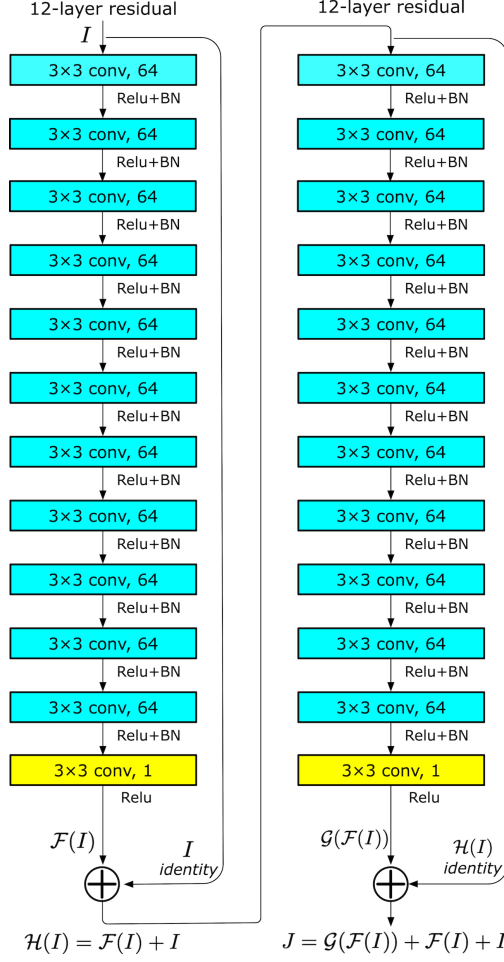 12-layer residual
I
3×3 conv, 64
Relu+BN
3×3 conv, 64
Relu+BN
3×3 conv, 64
Relu+BN
3×3 conv, 64
Relu+BN
3×3 conv, 64
Relu+BN
3×3 conv, 64
Relu+BN
3×3 conv, 64
Relu+BN
3×3 conv, 64
Relu+BN
3×3 conv, 64
Relu+BN
3×3 conv, 64
Relu+BN
3×3 conv, 64
Relu+BN
3×3 conv, 1
Relu
ℱ(I)
I
identity
ℋ(I) = ℱ(I) + I
12-layer residual
3×3 conv, 64
Relu+BN
3×3 conv, 64
Relu+BN
3×3 conv, 64
Relu+BN
3×3 conv, 64
Relu+BN
3×3 conv, 64
Relu+BN
3×3 conv, 64
Relu+BN
3×3 conv, 64
Relu+BN
3×3 conv, 64
Relu+BN
3×3 conv, 64
Relu+BN
3×3 conv, 64
Relu+BN
3×3 conv, 64
Relu+BN
3×3 conv, 1
Relu
𝒢(ℱ(I))
ℋ(I)
identity
J = 𝒢(ℱ(I)) + ℱ(I) + I